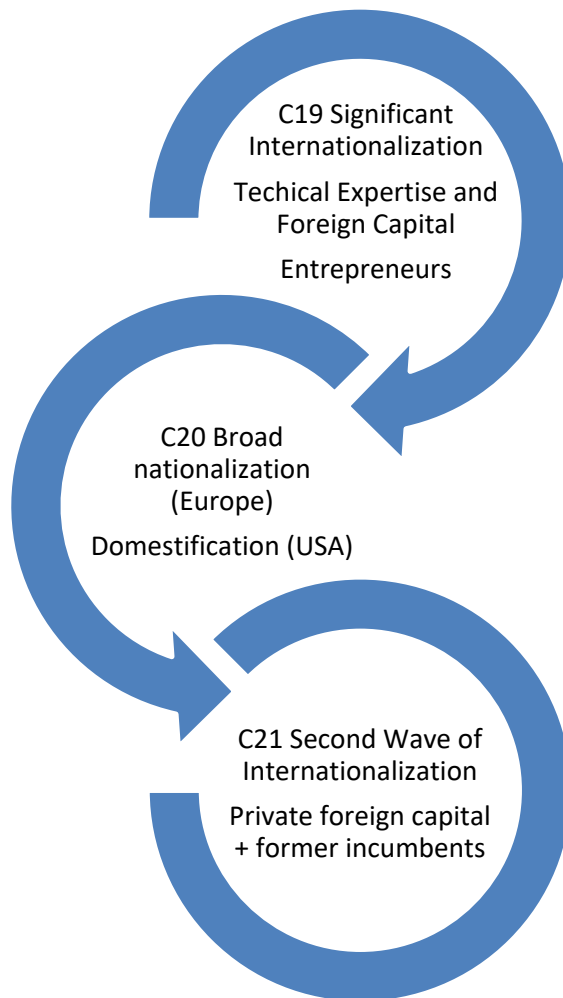 C19 Significant
Internationalization
Techical Expertise and
Foreign Capital
Entrepreneurs
C20 Broad
nationalization
(Europe)
Domestification (USA)
C21 Second Wave of
Internationalization
Private foreign capital
+ former incumbents